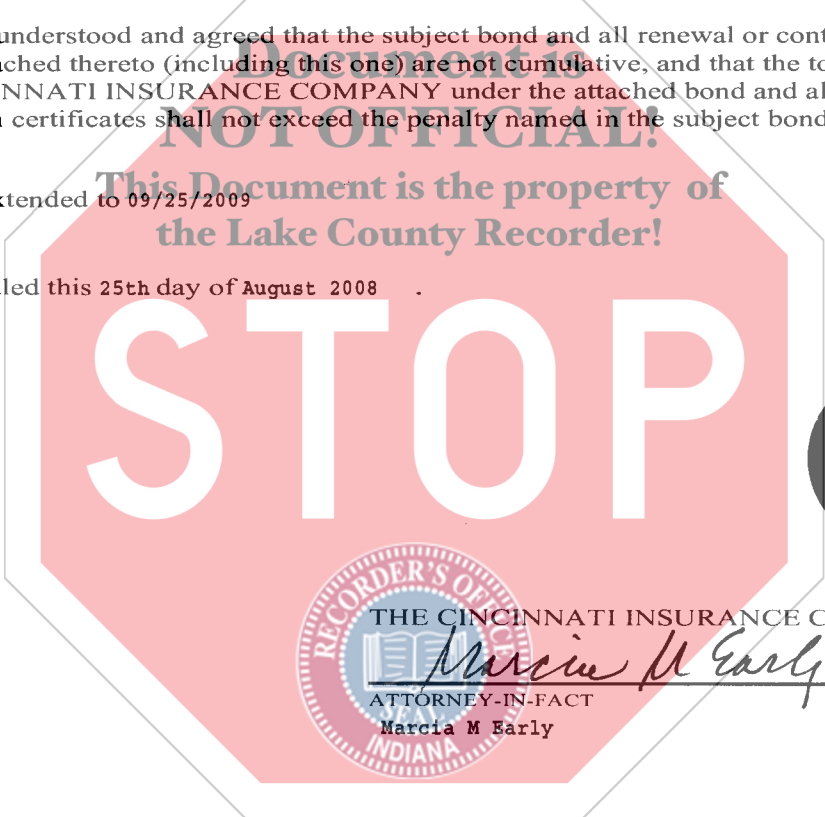 understood and agreed that the subject bond and all renewal or cont
ched thereto (including this one) are not cumulative, and that the to
NNATI INSURANCE COMPANY under the attached bond and al
certificates shall not exceed the penalty named in the subject bond
Document is
NOT OFFICIAL!
This Document is the property of
the Lake County Recorder!
xtended to 09/25/2009
led this 25th day of August 2008 .
STOP
RECORDER'S OFFICE
SEAL
INDIANA
THE CINCINNATI INSURANCE C
Marcia M Early
ATTORNEY-IN-FACT
Marcia M Early